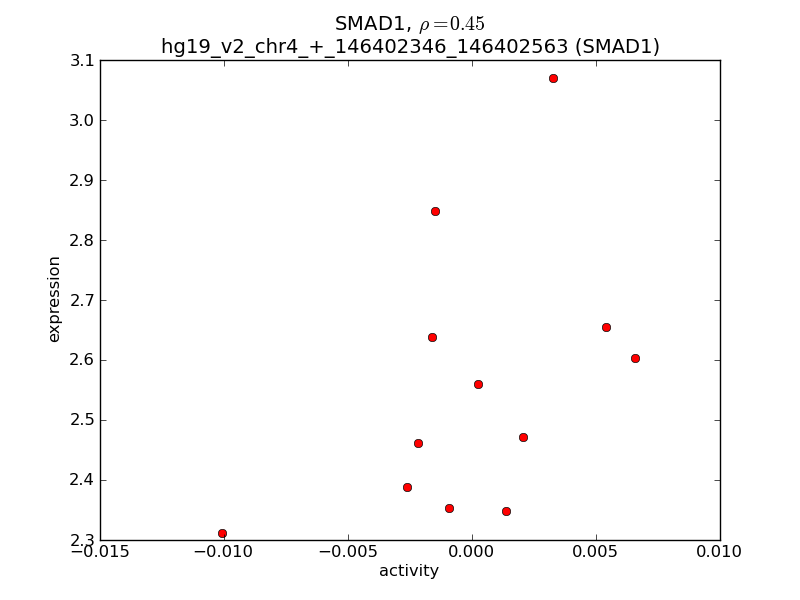 SMAD1, ρ=0.45
hg19_v2_chr4_+_146402346_146402563 (SMAD1)
3.1
3.0
2.9
2.8
2.7
2.6
2.5
2.4
2.3
expression
−0.015 −0.010 −0.005 0.000 0.005 0.010
activity